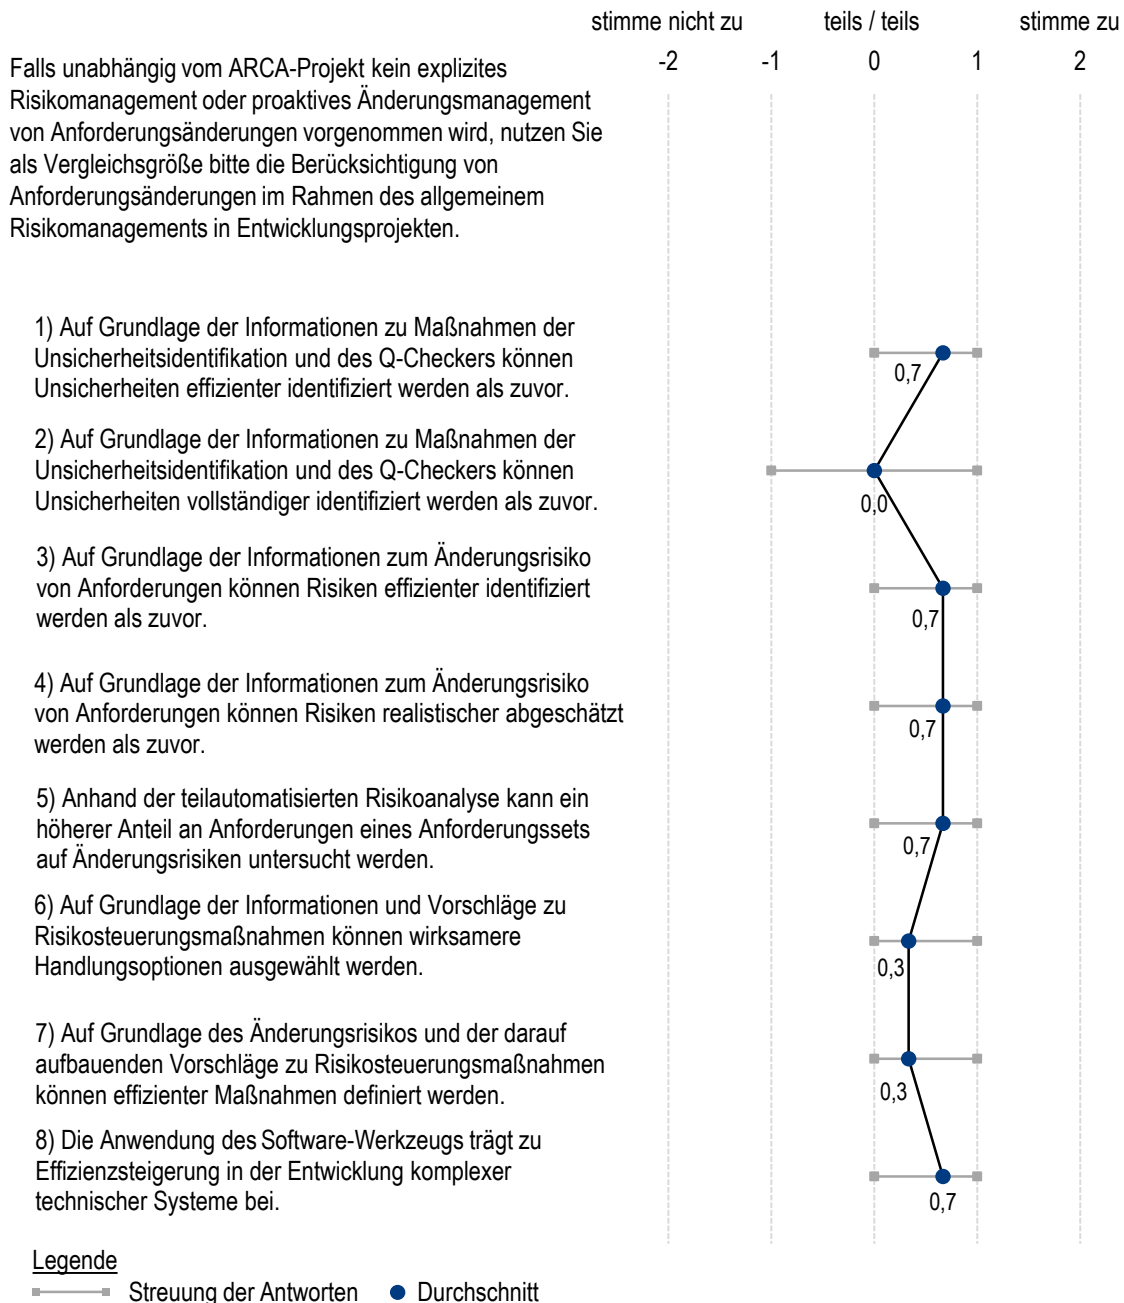 stimme nicht zu teils / teils stimme zu
-2 -1 0 1 2
Falls unabhängig vom ARCA-Projekt kein explizites
Risikomanagement oder proaktives Änderungsmanagement
von Anforderungsänderungen vorgenommen wird, nutzen Sie
als Vergleichsgröße bitte die Berücksichtigung von
Anforderungsänderungen im Rahmen des allgemeinem
Risikomanagements in Entwicklungsprojekten.
1) Auf Grundlage der Informationen zu Maßnahmen der
Unsicherheitsidentifikation und des Q-Checkers können
Unsicherheiten effizienter identifiziert werden als zuvor.
0,7
2) Auf Grundlage der Informationen zu Maßnahmen der
Unsicherheitsidentifikation und des Q-Checkers können
Unsicherheiten vollständiger identifiziert werden als zuvor.
0,0
3) Auf Grundlage der Informationen zum Änderungsrisiko
von Anforderungen können Risiken effizienter identifiziert
werden als zuvor.
0,7
4) Auf Grundlage der Informationen zum Änderungsrisiko
von Anforderungen können Risiken realistischer abgeschätzt
werden als zuvor.
0,7
5) Anhand der teilautomatisierten Risikoanalyse kann ein
höherer Anteil an Anforderungen eines Anforderungssets
auf Änderungsrisiken untersucht werden.
0,7
6) Auf Grundlage der Informationen und Vorschläge zu
Risikosteuerungsmaßnahmen können wirksamere
Handlungsoptionen ausgewählt werden.
0,3
7) Auf Grundlage des Änderungsrisikos und der darauf
aufbauenden Vorschläge zu Risikosteuerungsmaßnahmen
können effizienter Maßnahmen definiert werden.
0,3
8) Die Anwendung des Software-Werkzeugs trägt zu
Effizienzsteigerung in der Entwicklung komplexer
technischer Systeme bei.
0,7
Legende
Streuung der Antworten Durchschnitt